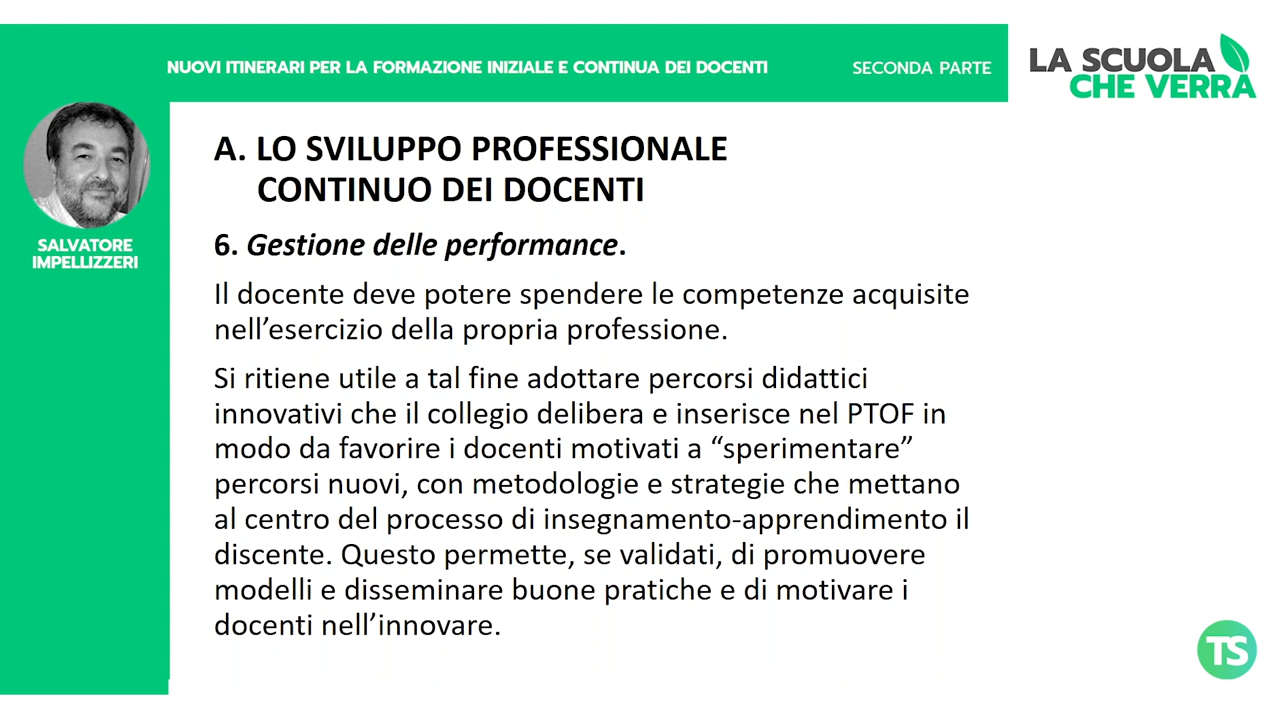 NUOVI ITINERARI PER LA FORMAZIONE INIZIALE E CONTINUA DEI DOCENTI
SECONDA PARTE
LA SCUOLA
CHE VERRÀ
SALVATORE
IMPELLIZZERI
A. LO SVILUPPO PROFESSIONALE
CONTINUO DEI DOCENTI
6. Gestione delle performance.
Il docente deve potere spendere le competenze acquisite
nell’esercizio della propria professione.
Si ritiene utile a tal fine adottare percorsi didattici
innovativi che il collegio delibera e inserisce nel PTOF in
modo da favorire i docenti motivati a “sperimentare”
percorsi nuovi, con metodologie e strategie che mettano
al centro del processo di insegnamento-apprendimento il
discente. Questo permette, se validati, di promuovere
modelli e disseminare buone pratiche e di motivare i
docenti nell’innovare.
TS